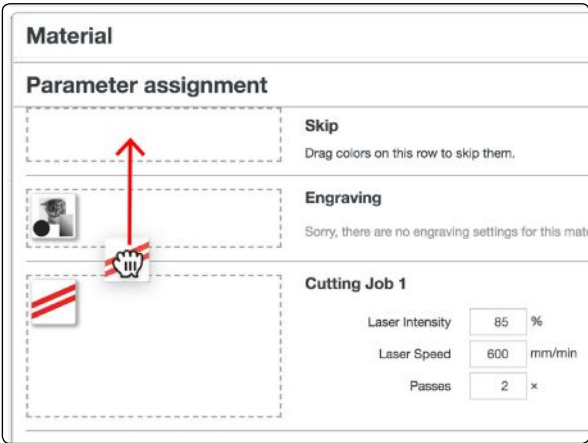 Material
Parameter assignment
Skip
Drag colors on this row to skip them.
Engraving
Sorry, there are no engraving settings for this mate
Cutting Job 1
Laser Intensity 85 %
Laser Speed 600 mm/min
Passes 2 ×